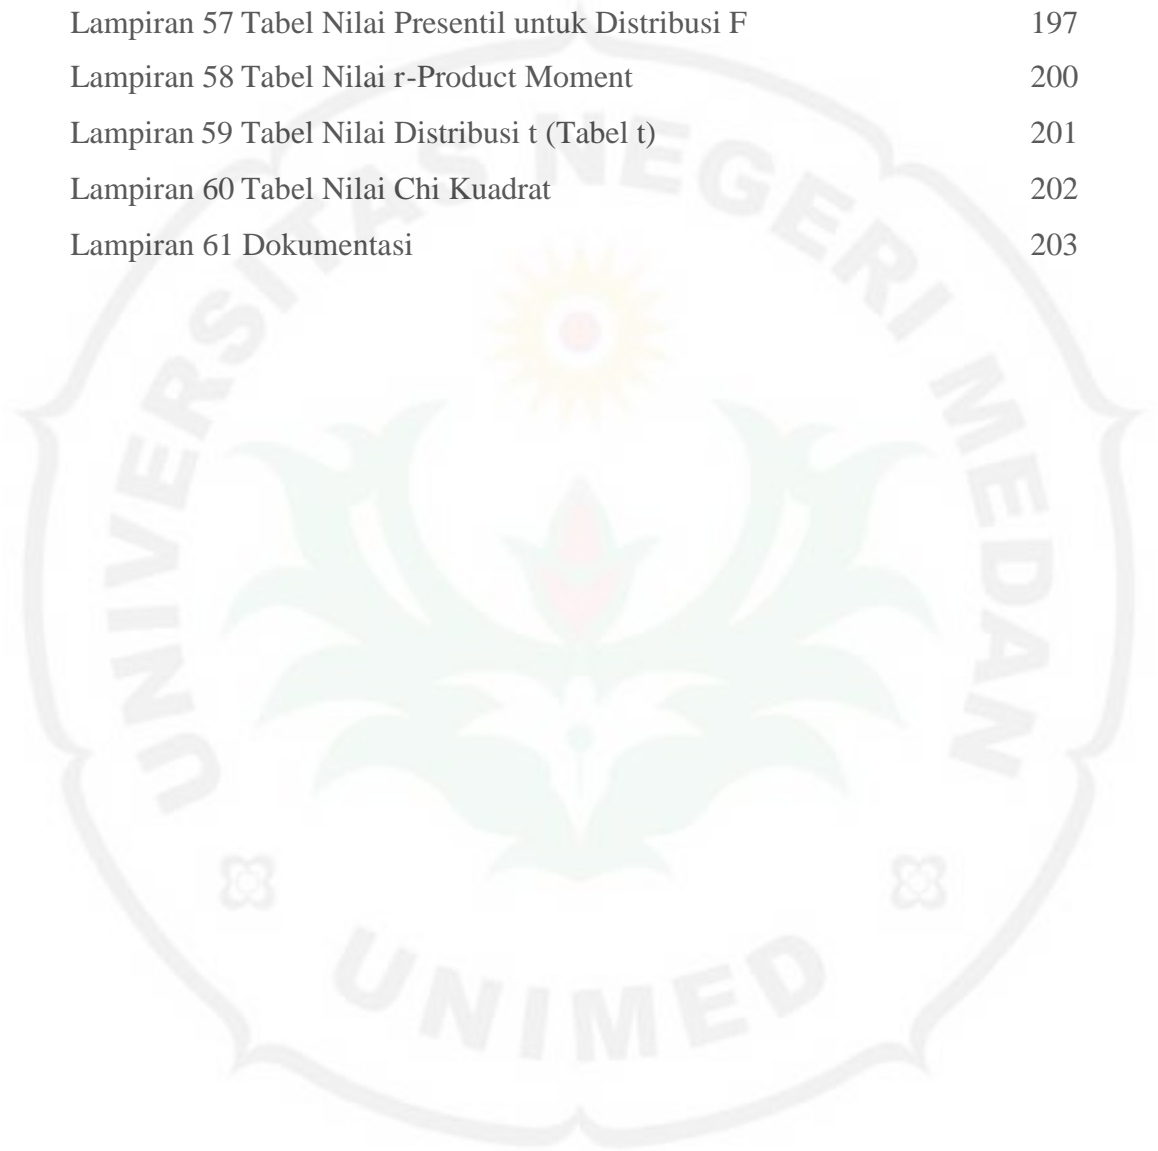 Lampiran 57 Tabel Nilai Presentil untuk Distribusi F 197
Lampiran 58 Tabel Nilai r-Product Moment 200
Lampiran 59 Tabel Nilai Distribusi t (Tabel t) 201
Lampiran 60 Tabel Nilai Chi Kuadrat 202
Lampiran 61 Dokumentasi 203
UNIVERSITAS NEGERI MEDAN
UNIMED